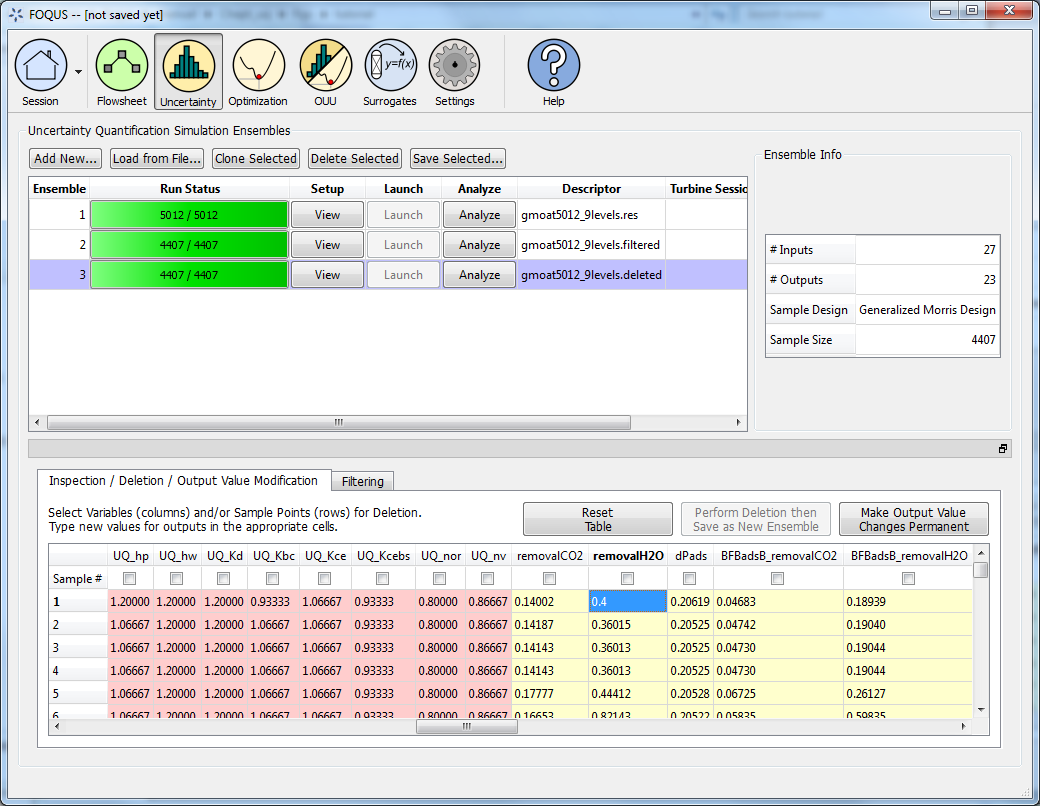 FOQUS -- [not saved yet]
Session Flowsheet Uncertainty Optimization OUU y=f(x) Surrogates Settings ? Help
Uncertainty Quantification Simulation Ensembles
Add New... Load from File... Clone Selected Delete Selected Save Selected...
Ensemble Run Status Setup Launch Analyze Descriptor Turbine Sessio
1 5012 / 5012 View Launch Analyze gmoat5012_9levels.res
2 4407 / 4407 View Launch Analyze gmoat5012_9levels.filtered
3 4407 / 4407 View Launch Analyze gmoat5012_9levels.deleted
Ensemble Info
# Inputs 27
# Outputs 23
Sample Design Generalized Morris Design
Sample Size 4407
Inspection / Deletion / Output Value Modification Filtering
Select Variables (columns) and/or Sample Points (rows) for Deletion.
Type new values for outputs in the appropriate cells.
Reset
Table
Perform Deletion then
Save as New Ensemble
Make Output Value
Changes Permanent
UQ_hp UQ_hw UQ_Kd UQ_Kbc UQ_Kce UQ_Kcebs UQ_nor UQ_nv removalCO2 removalH2O dPads BFBadsB_removalCO2 BFBadsB_removalH2O
Sample #
1 1.20000 1.20000 1.20000 0.93333 1.06667 0.93333 0.80000 0.86667 0.14002 0.4 0.20619 0.04683 0.18939
2 1.06667 1.20000 1.20000 1.06667 1.06667 0.93333 0.80000 0.86667 0.14187 0.36015 0.20525 0.04742 0.19040
3 1.06667 1.20000 1.20000 1.06667 1.06667 0.93333 0.80000 0.86667 0.14143 0.36013 0.20525 0.04730 0.19044
4 1.06667 1.20000 1.20000 1.06667 1.06667 0.93333 0.80000 0.86667 0.14143 0.36013 0.20525 0.04730 0.19044
5 1.06667 1.20000 1.20000 1.06667 1.06667 0.93333 0.80000 0.86667 0.17777 0.44412 0.20528 0.06725 0.26127
6 1.06667 1.20000 1.20000 1.06667 1.06667 0.93333 0.80000 0.86667 0.16653 0.82143 0.20522 0.05835 0.59835